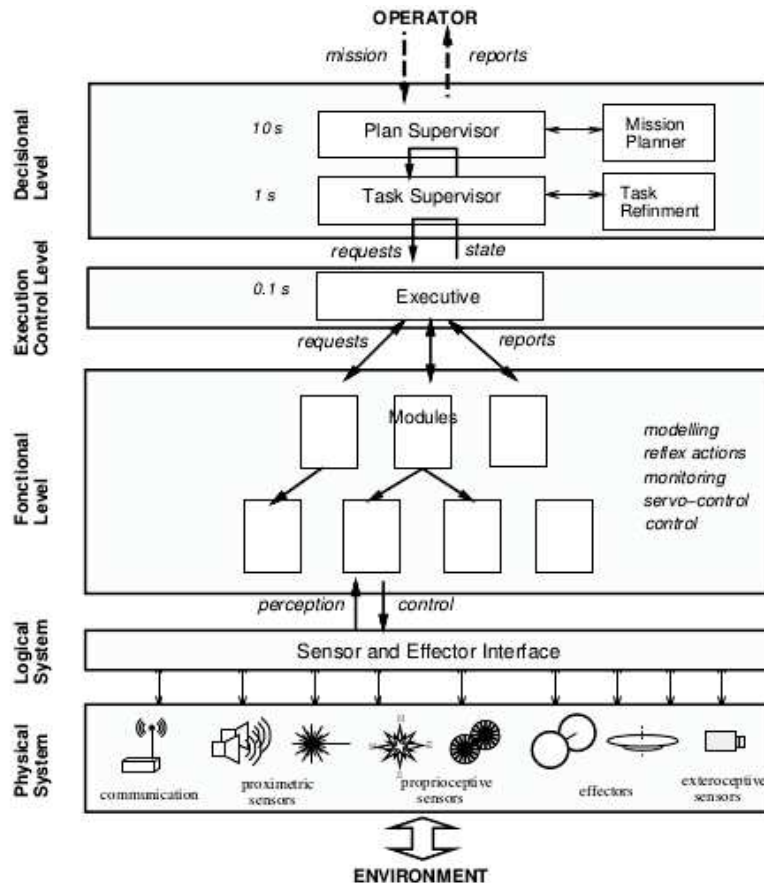 OPERATOR
mission
reports
Decisional
Level
10 s
Plan Supervisor
Mission
Planner
1 s
Task Supervisor
Task
Refinment
requests
state
Execution
Control Level
0.1 s
Executive
requests
reports
Fonctional
Level
Modules
modelling
reflex actions
monitoring
servo-control
control
perception
control
Logical
System
Sensor and Effector Interface
Physical
System
communication
proximetric
sensors
proprioceptive
sensors
effectors
exteroceptive
sensors
ENVIRONMENT